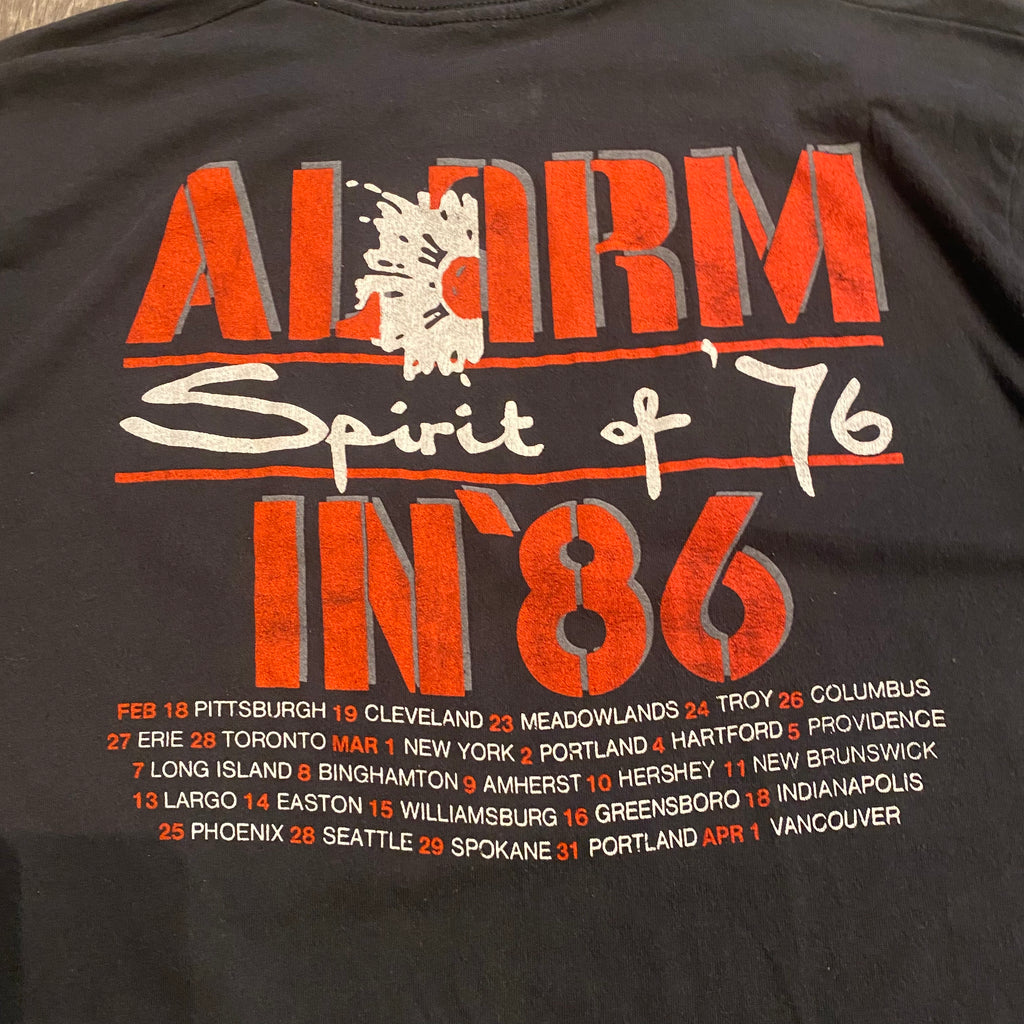 ALARM
Spirit of '76
IN '86
FEB 18 PITTSBURGH 19 CLEVELAND 23 MEADOWLANDS 24 TROY 26 COLUMBUS
27 ERIE 28 TORONTO MAR 1 NEW YORK 2 PORTLAND 4 HARTFORD 5 PROVIDENCE
7 LONG ISLAND 8 BINGHAMTON 9 AMHERST 10 HERSHEY 11 NEW BRUNSWICK
13 LARGO 14 EASTON 15 WILLIAMSBURG 16 GREENSBORO 18 INDIANAPOLIS
25 PHOENIX 28 SEATTLE 29 SPOKANE 31 PORTLAND APR 1 VANCOUVER